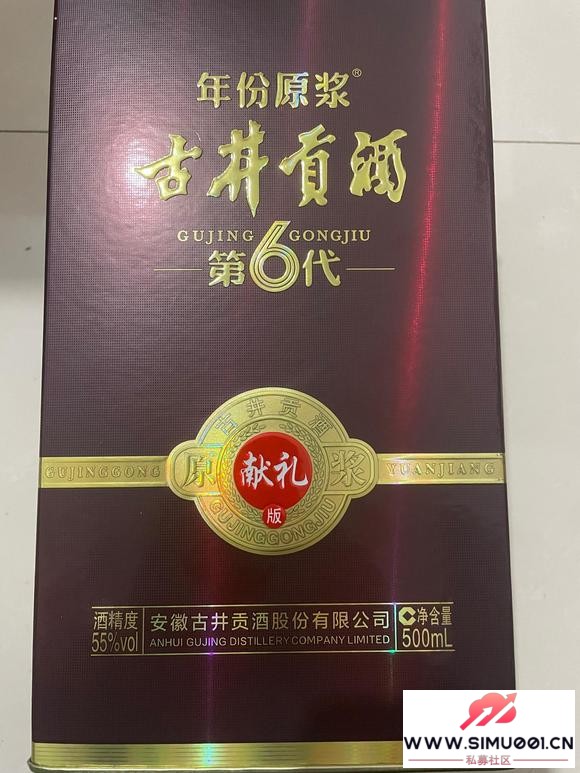 年份原浆®
古井贡酒
GUJING GONGJIU
第6代
古井贡酒
原 献礼 浆
版
GUJINGGONG
YUANJIANG
GUJINGGONGJIU
酒精度
55%vol
安徽古井贡酒股份有限公司
ANHUI GUJING DISTILLERY COMPANY LIMITED
C净含量
500mL
WWW.SIMU001.CN
私募社区